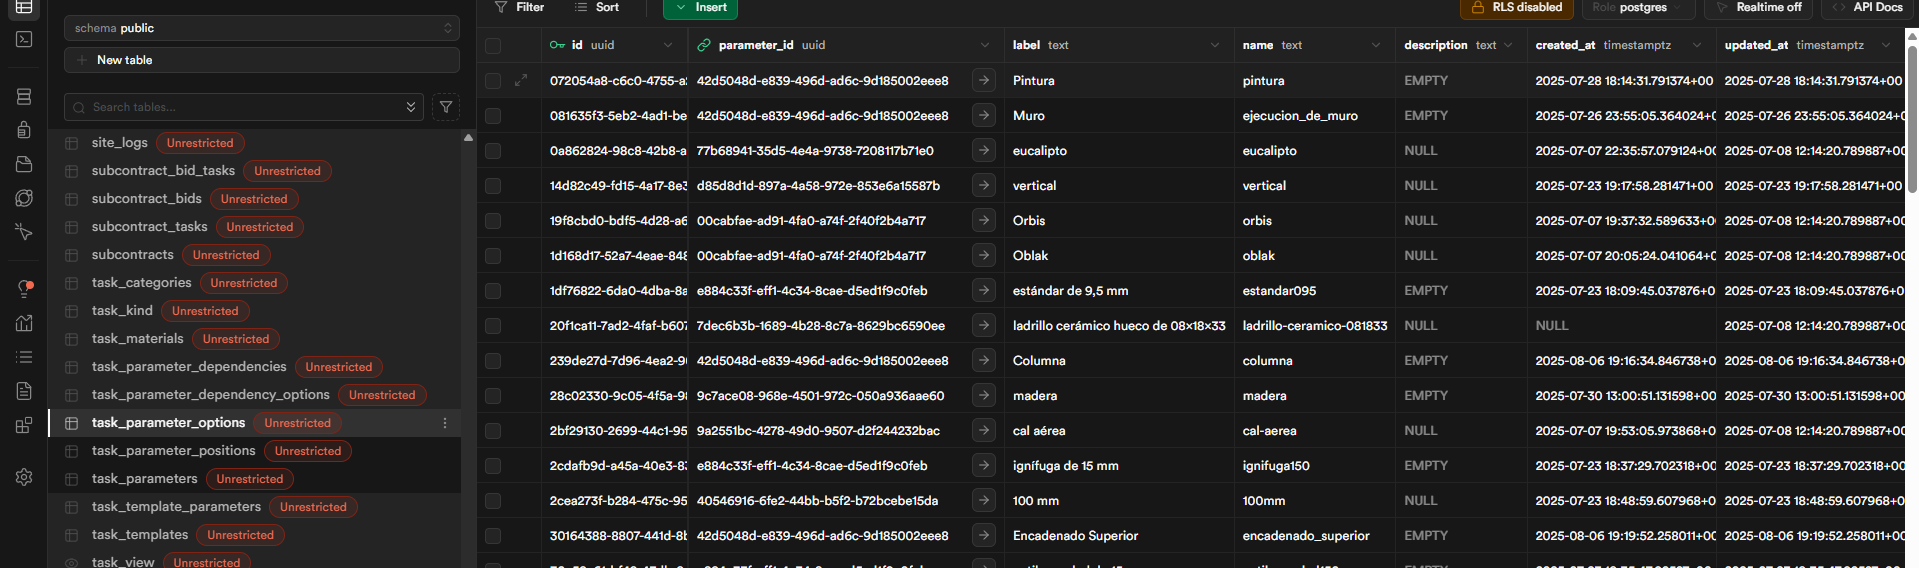 Filter Sort Insert RLS disabled Role postgres Realtime off API Docs
schema public
New table
Search tables...
site_logs Unrestricted
subcontract_bid_tasks Unrestricted
subcontract_bids Unrestricted
subcontract_tasks Unrestricted
subcontracts Unrestricted
task_categories Unrestricted
task_kind Unrestricted
task_materials Unrestricted
task_parameter_dependencies Unrestricted
task_parameter_dependency_options Unrestricted
task_parameter_options Unrestricted
task_parameter_positions Unrestricted
task_parameters Unrestricted
task_template_parameters Unrestricted
task_templates Unrestricted
task_view Unrestricted
id uuid parameter_id uuid label text name text description text created_at timestamptz updated_at timestamptz
072054a8-c6c0-4755-a 42d5048d-e839-496d-ad6c-9d185002eee8 Pintura pintura EMPTY 2025-07-28 18:14:31.791374+00 2025-07-28 18:14:31.791374+00
081635f3-5eb2-4ad1-be 42d5048d-e839-496d-ad6c-9d185002eee8 Muro ejecucion_de_muro EMPTY 2025-07-26 23:55:05.364024+0 2025-07-26 23:55:05.364024+0
0a862824-98c8-42b8-a 77b68941-35d5-4e4a-9738-7208117b71e0 eucalipto eucalipto NULL 2025-07-07 22:35:57.079124+00 2025-07-08 12:14:20.789887+00
14d82c49-fd15-4a17-8e3 d85d8d1d-897a-4a58-972e-853e6a15587b vertical vertical NULL 2025-07-23 19:17:58.281471+00 2025-07-23 19:17:58.281471+00
19f8cbd0-bdf5-4d28-a6 00cabfae-ad91-4fa0-a74f-2f40f2b4a717 Orbis orbis NULL 2025-07-07 19:37:32.589633+0 2025-07-08 12:14:20.789887+00
1d168d17-52a7-4eae-848 00cabfae-ad91-4fa0-a74f-2f40f2b4a717 Oblak oblak NULL 2025-07-07 20:05:24.041064+0 2025-07-08 12:14:20.789887+00
1df76822-6da0-4dba-8a e884c33f-eff1-4c34-8cae-d5ed1f9c0feb estándar de 9,5 mm estandar095 EMPTY 2025-07-23 18:09:45.037876+0 2025-07-23 18:09:45.037876+0
20f1ca11-7ad2-4faf-b607 7dec6b3b-1689-4b28-8c7a-8629bc6590ee ladrillo cerámico hueco de 08×18×33 ladrillo-ceramico-081833 NULL NULL 2025-07-08 12:14:20.789887+00
239de27d-7d96-4ea2-9 42d5048d-e839-496d-ad6c-9d185002eee8 Columna columna EMPTY 2025-08-06 19:16:34.846738+0 2025-08-06 19:16:34.846738+0
28c02330-9c05-4f5a-9 9c7ace08-968e-4501-972c-050a936aae60 madera madera EMPTY 2025-07-30 13:00:51.131598+00 2025-07-30 13:00:51.131598+00
2bf29130-2699-44c1-95 9a2551bc-4278-49d0-9507-d2f244232bac cal aérea cal-aerea NULL 2025-07-07 19:53:05.973868+0 2025-07-08 12:14:20.789887+00
2cdafb9d-a45a-40e3-8 e884c33f-eff1-4c34-8cae-d5ed1f9c0feb ignífuga de 15 mm ignifuga150 EMPTY 2025-07-23 18:37:29.702318+00 2025-07-23 18:37:29.702318+00
2cea273f-b284-475c-95 40546916-6fe2-44bb-b5f2-b72bcebe15da 100 mm 100mm NULL 2025-07-23 18:48:59.607968+0 2025-07-23 18:48:59.607968+0
30164388-8807-441d-8 42d5048d-e839-496d-ad6c-9d185002eee8 Encadenado Superior encadenado_superior EMPTY 2025-08-06 19:19:52.258011+00 2025-08-06 19:19:52.258011+00